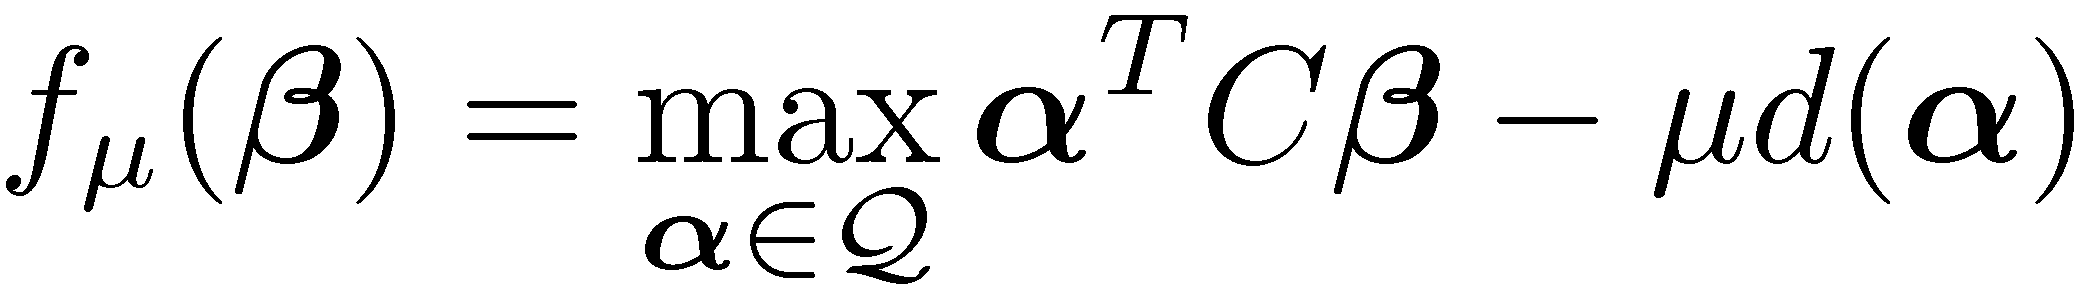 f_μ(β) = max_{α∈𝒬} α^T Cβ − μd(α)